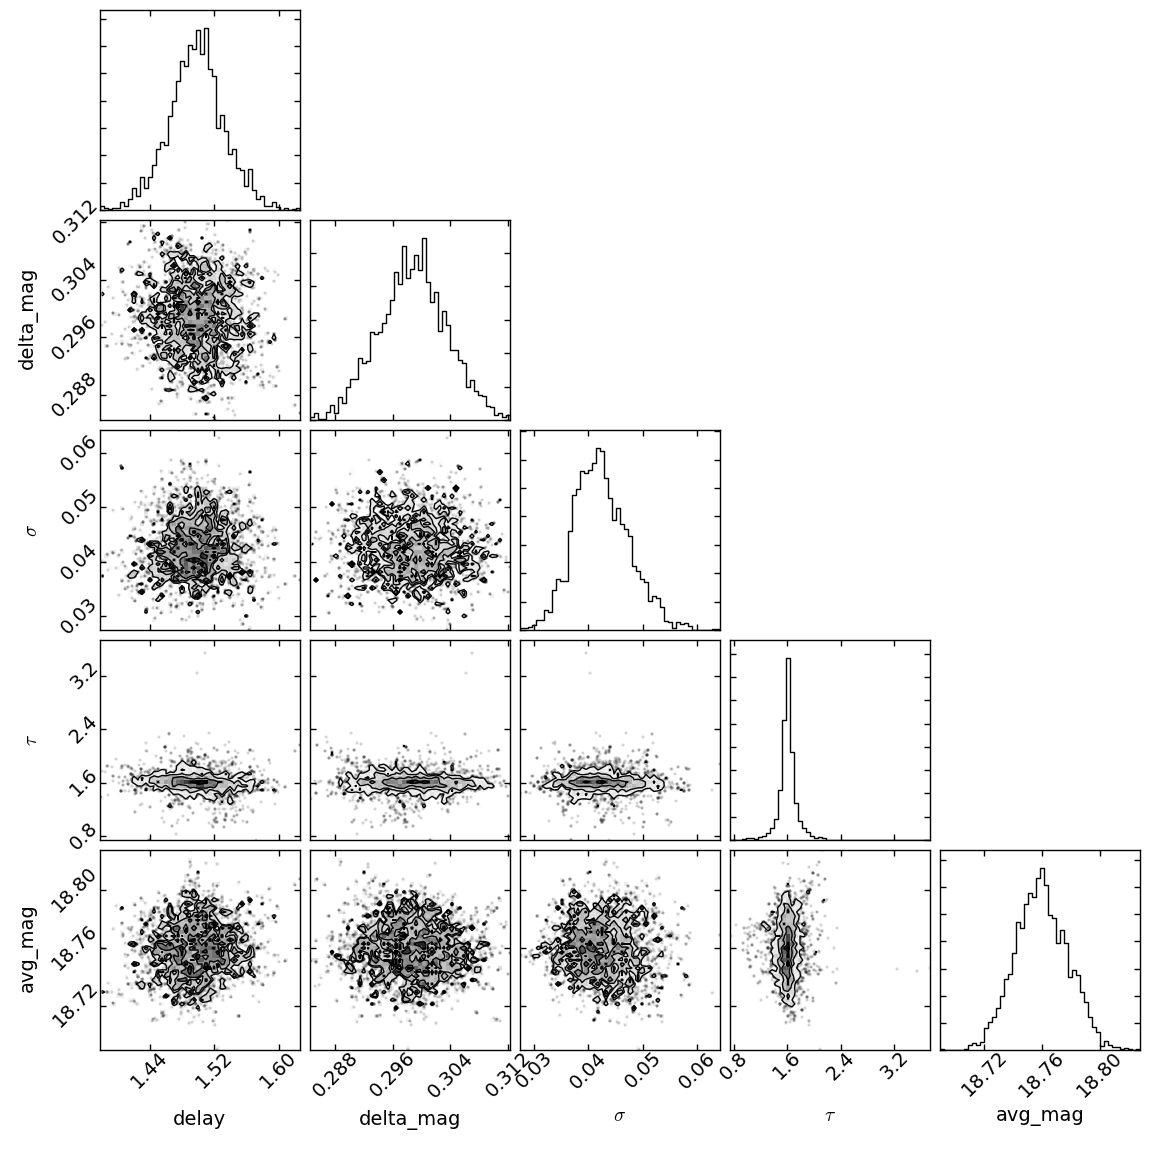 0.312
0.304
0.296
0.288
delta_mag
0.06
0.05
0.04
0.03
σ
3.2
2.4
1.6
0.8
τ
18.80
18.76
18.72
avg_mag
1.44 1.52 1.60 0.288 0.296 0.304 0.312 0.03 0.04 0.05 0.06 0.8 1.6 2.4 3.2 18.72 18.76 18.80
delay delta_mag σ τ avg_mag